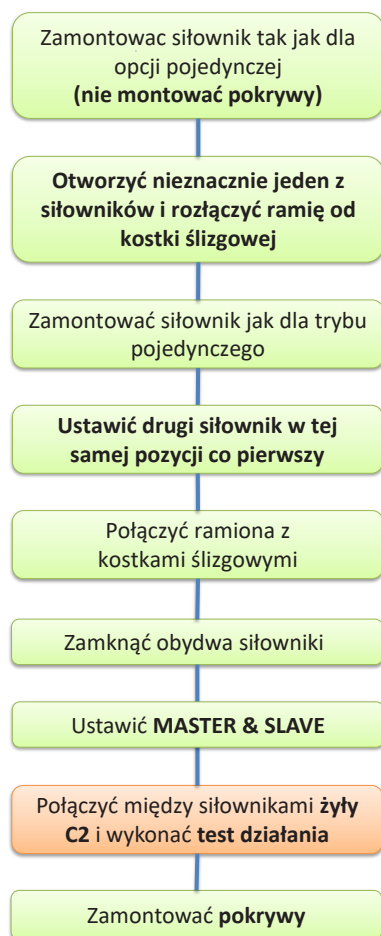 Zamontowac siłownik tak jak dla
opcji pojedynczej
(nie montować pokrywy)
Otworzyć nieznacznie jeden z
siłowników i rozłączyć ramię od
kostki ślizgowej
Zamontować siłownik jak dla trybu
pojedynczego
Ustawić drugi siłownik w tej
samej pozycji co pierwszy
Połączyć ramiona z
kostkami ślizgowymi
Zamknąć obydwa siłowniki
Ustawić MASTER & SLAVE
Połączyć między siłownikami żyły
C2 i wykonać test działania
Zamontować pokrywy